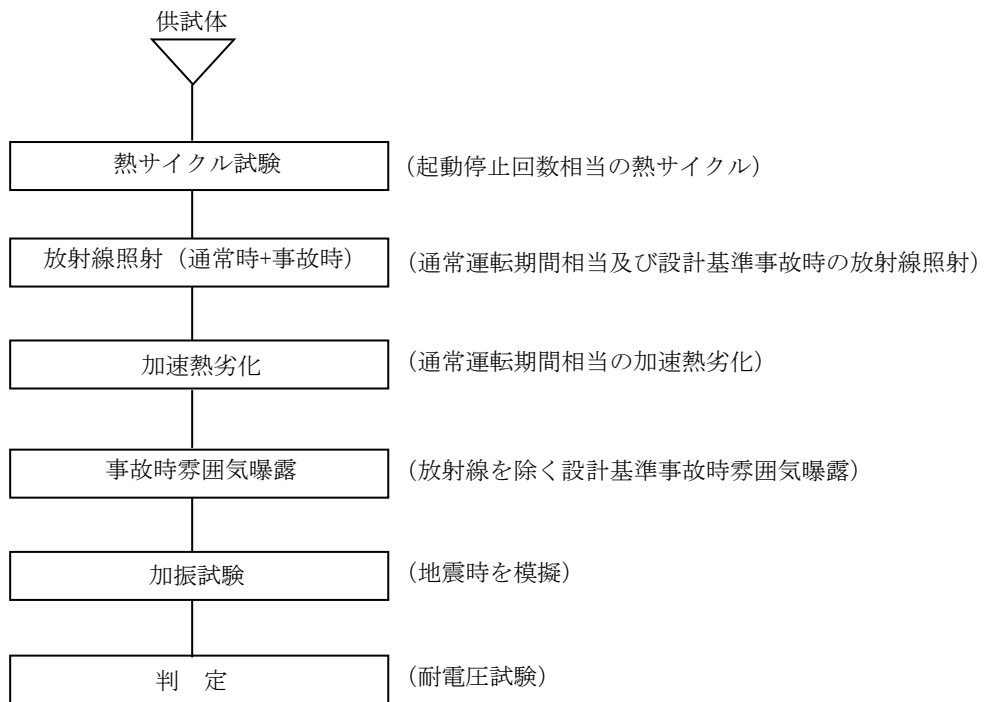 供試体
熱サイクル試験
(起動停止回数相当の熱サイクル)
放射線照射(通常時+事故時)
(通常運転期間相当及び設計基準事故時の放射線照射)
加速熱劣化
(通常運転期間相当の加速熱劣化)
事故時雰囲気曝露
(放射線を除く設計基準事故時雰囲気曝露)
加振試験
(地震時を模擬)
判 定
(耐電圧試験)